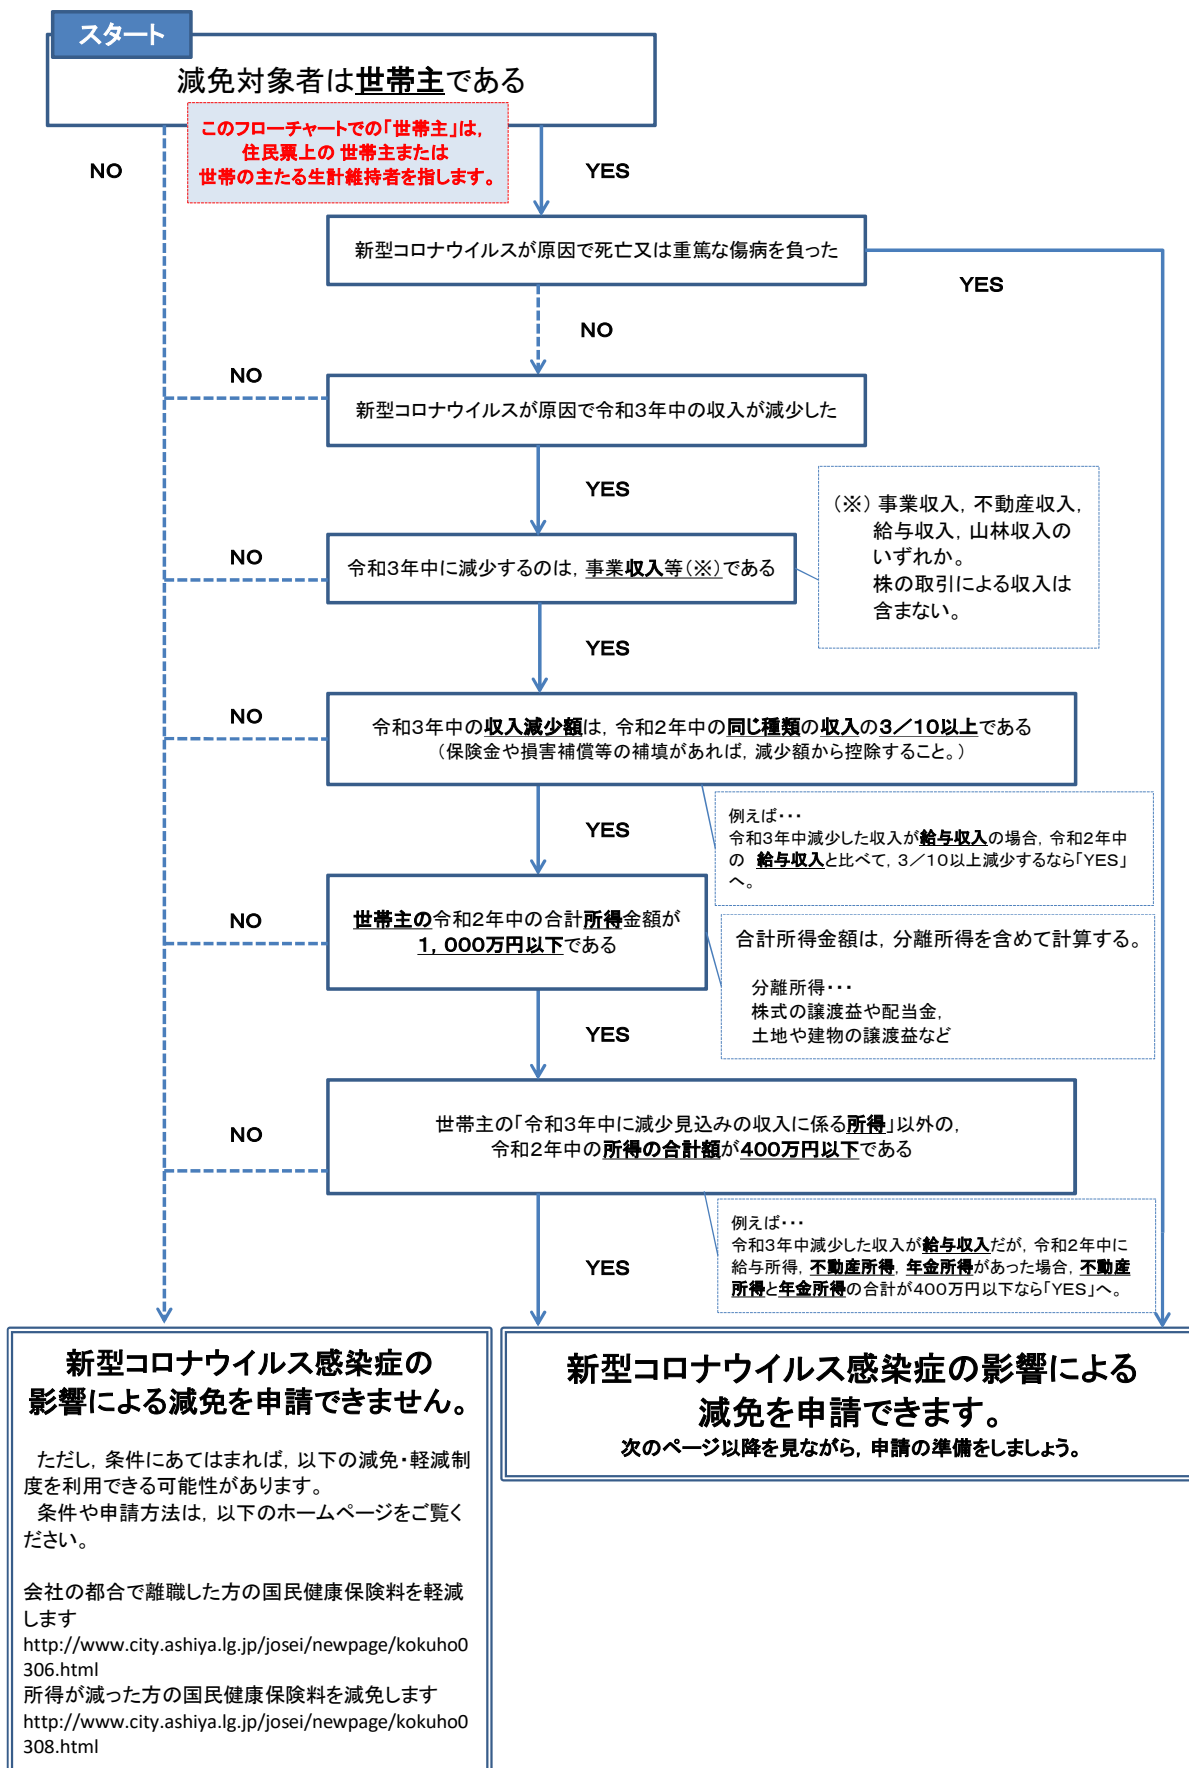 スタート
減免対象者は世帯主である
このフローチャートでの「世帯主」は，
住民票上の 世帯主または
世帯の主たる生計維持者を指します。
NO
YES
新型コロナウイルスが原因で死亡又は重篤な傷病を負った
YES
NO
NO
新型コロナウイルスが原因で令和３年中の収入が減少した
YES
（※）事業収入，不動産収入，
給与収入，山林収入の
いずれか。
株の取引による収入は
含まない。
NO
令和３年中に減少するのは，事業収入等（※）である
YES
NO
令和３年中の収入減少額は，令和２年中の同じ種類の収入の３／１０以上である
（保険金や損害補償等の補填があれば，減少額から控除すること。）
YES
例えば・・・
令和３年中減少した収入が給与収入の場合，令和２年中
の 給与収入と比べて，３／１０以上減少するなら「ＹＥＳ」
へ。
NO
世帯主の令和２年中の合計所得金額が
１，０００万円以下である
合計所得金額は，分離所得を含めて計算する。
分離所得・・・
株式の譲渡益や配当金，
土地や建物の譲渡益など
YES
NO
世帯主の「令和３年中に減少見込みの収入に係る所得」以外の，
令和２年中の所得の合計額が４００万円以下である
YES
例えば・・・
令和３年中減少した収入が給与収入だが，令和２年中に
給与所得，不動産所得，年金所得があった場合，不動産
所得と年金所得の合計が４００万円以下なら「ＹＥＳ」へ。
新型コロナウイルス感染症の
影響による減免を申請できません。
ただし，条件にあてはまれば，以下の減免・軽減制
度を利用できる可能性があります。
条件や申請方法は，以下のホームページをご覧く
ださい。
会社の都合で離職した方の国民健康保険料を軽減
します
http://www.city.ashiya.lg.jp/josei/newpage/kokuho0
306.html
所得が減った方の国民健康保険料を減免します
http://www.city.ashiya.lg.jp/josei/newpage/kokuho0
308.html
新型コロナウイルス感染症の影響による
減免を申請できます。
次のページ以降を見ながら，申請の準備をしましょう。